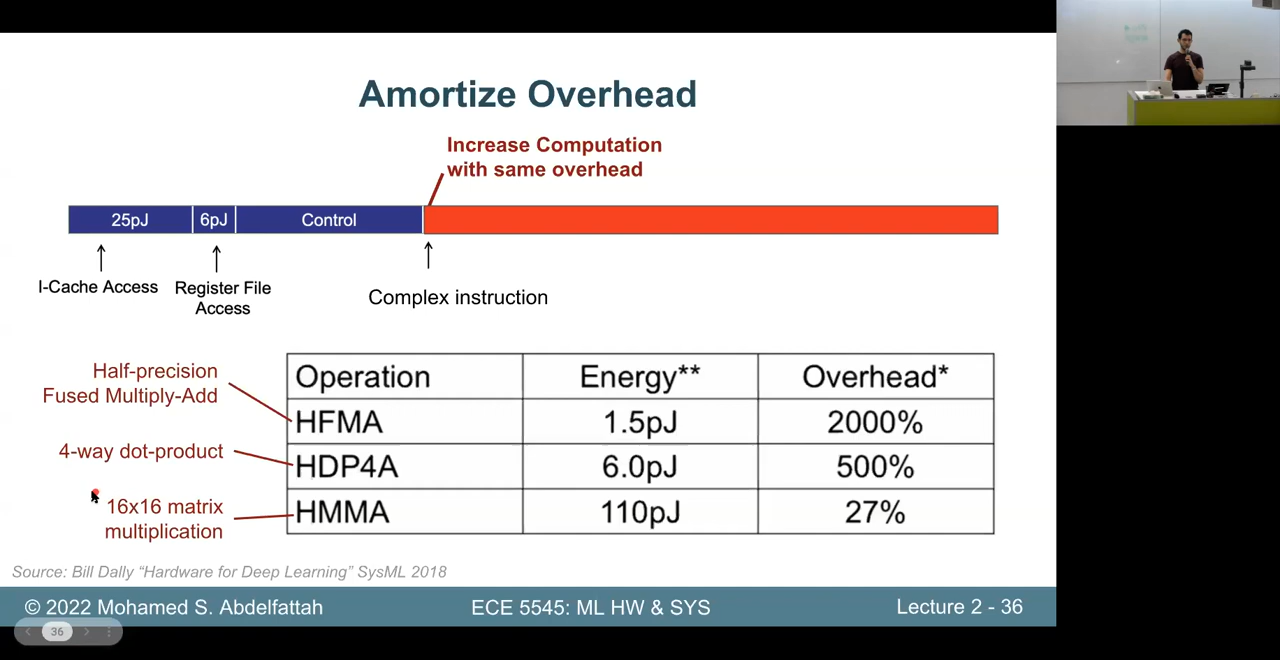 Amortize Overhead
Increase Computation
with same overhead
25pJ
6pJ
Control
I-Cache Access
Register File
Access
Complex instruction
Half-precision
Fused Multiply-Add
4-way dot-product
16x16 matrix
multiplication
Operation Energy** Overhead*
HFMA 1.5pJ 2000%
HDP4A 6.0pJ 500%
HMMA 110pJ 27%
Source: Bill Dally “Hardware for Deep Learning” SysML 2018
© 2022 Mohamed S. Abdelfattah ECE 5545: ML HW & SYS Lecture 2 - 36
36